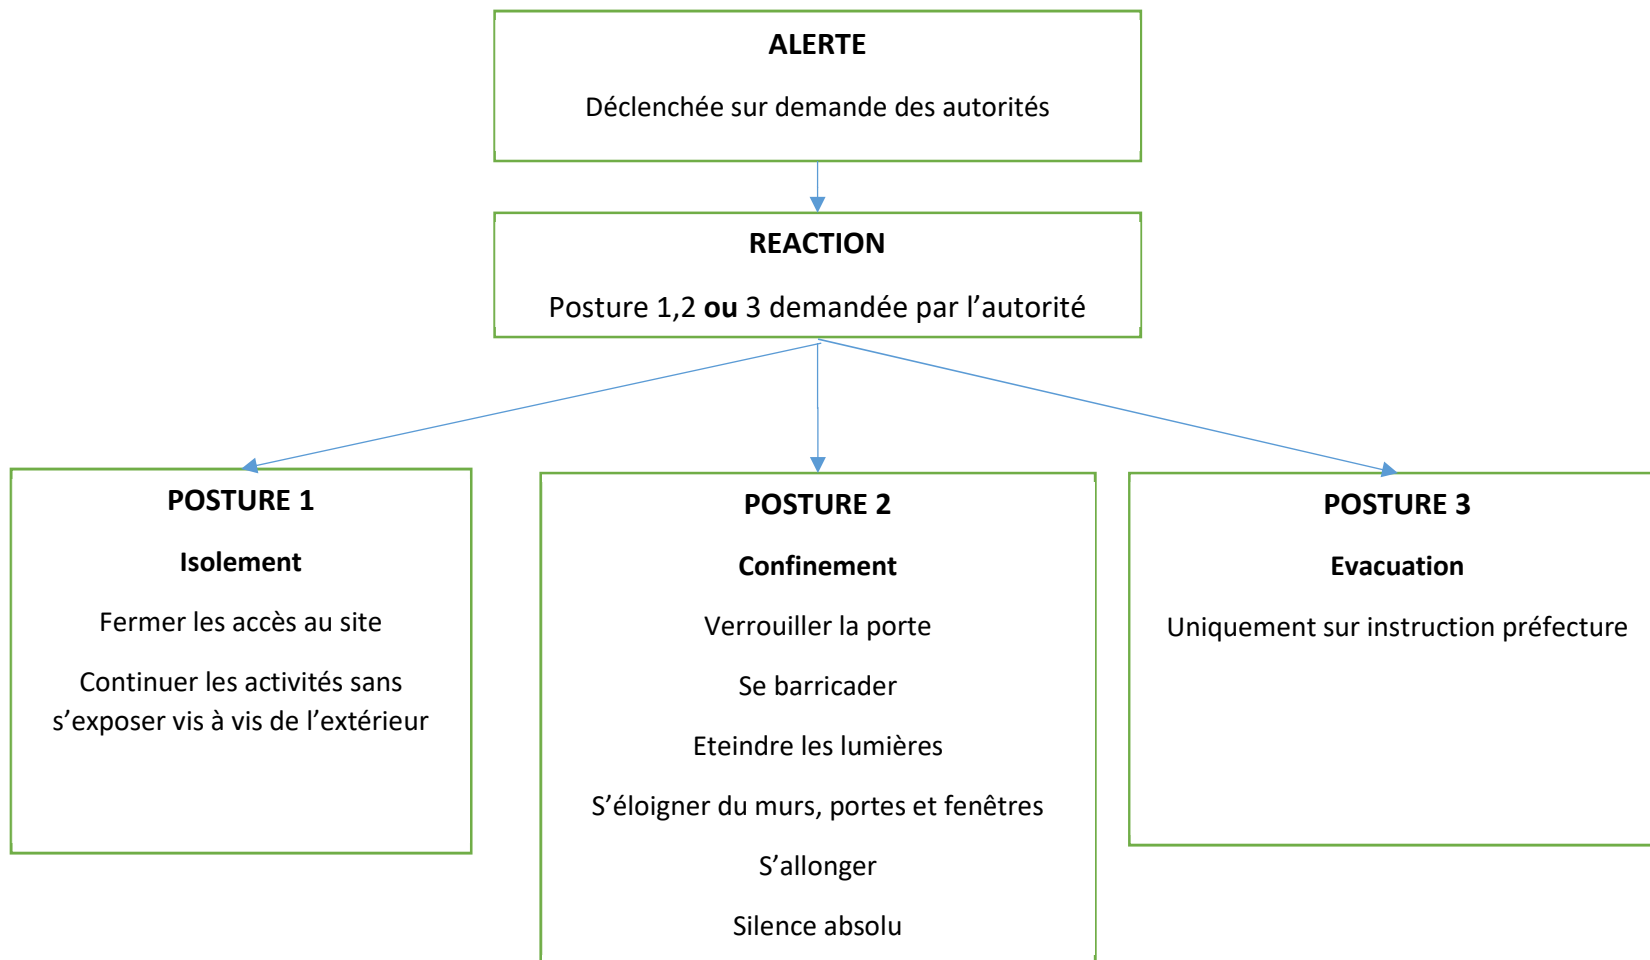 ALERTE
Déclenchée sur demande des autorités
REACTION
Posture 1,2 ou 3 demandée par l’autorité
POSTURE 1
Isolement
Fermer les accès au site
Continuer les activités sans
s’exposer vis à vis de l’extérieur
POSTURE 2
Confinement
Verrouiller la porte
Se barricader
Eteindre les lumières
S’éloigner du murs, portes et fenêtres
S’allonger
Silence absolu
POSTURE 3
Evacuation
Uniquement sur instruction préfecture